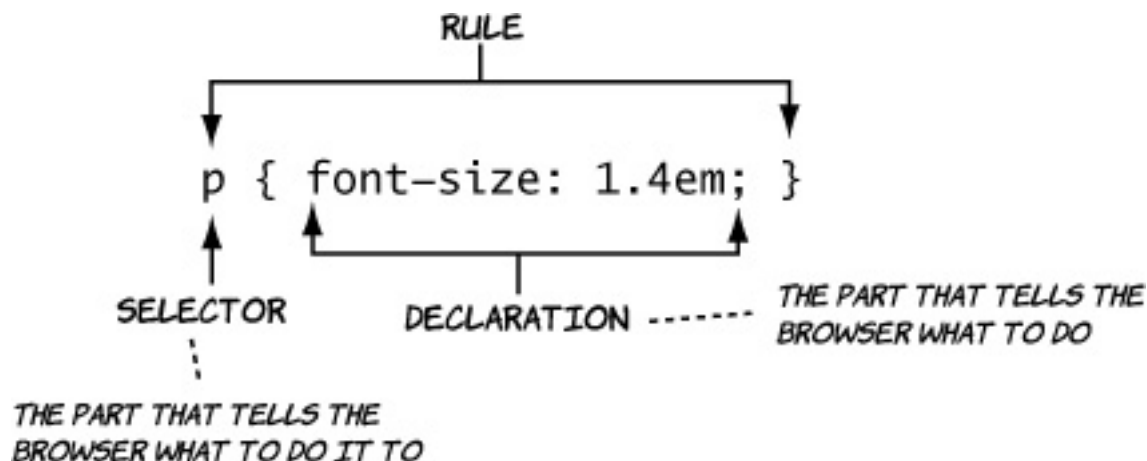 RULE
p { font-size: 1.4em; }
SELECTOR
DECLARATION
THE PART THAT TELLS THE
BROWSER WHAT TO DO
THE PART THAT TELLS THE
BROWSER WHAT TO DO IT TO